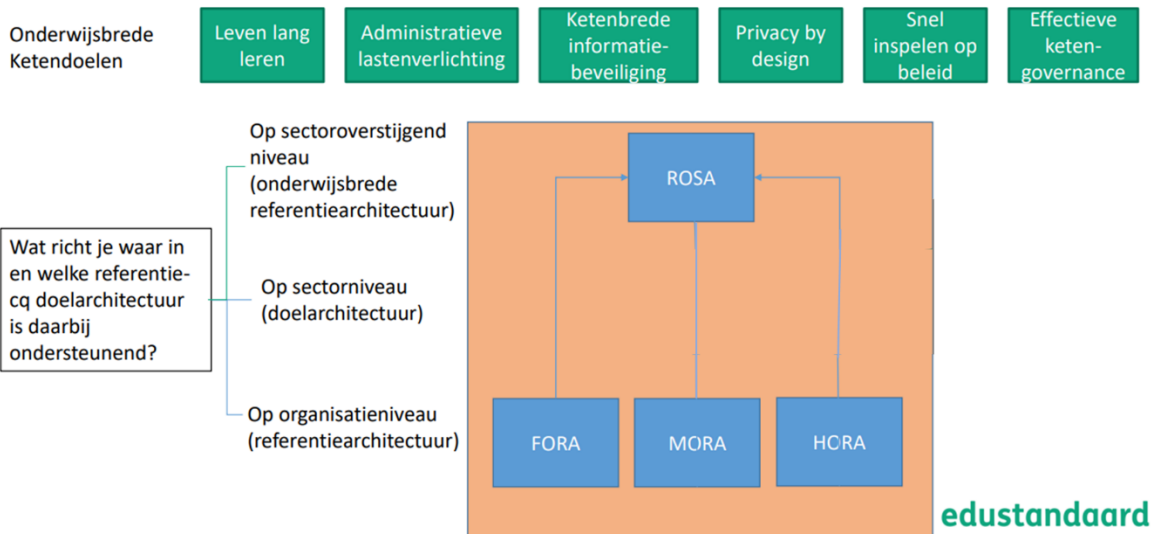 Onderwijsbrede
Ketendoelen
Leven lang
leren
Administratieve
lastenverlichting
Ketenbrede
informatie-
beveiliging
Privacy by
design
Snel
inspelen op
beleid
Effectieve
keten-
governance
Op sectoroverstijgend
niveau
(onderwijsbrede
referentiearchitectuur)
ROSA
Wat richt je waar in
en welke referentie-
cq doelarchitectuur
is daarbij
ondersteunend?
Op sectorniveau
(doelarchitectuur)
Op organisatieniveau
(referentiearchitectuur)
FORA
MORA
HORA
edustandaard